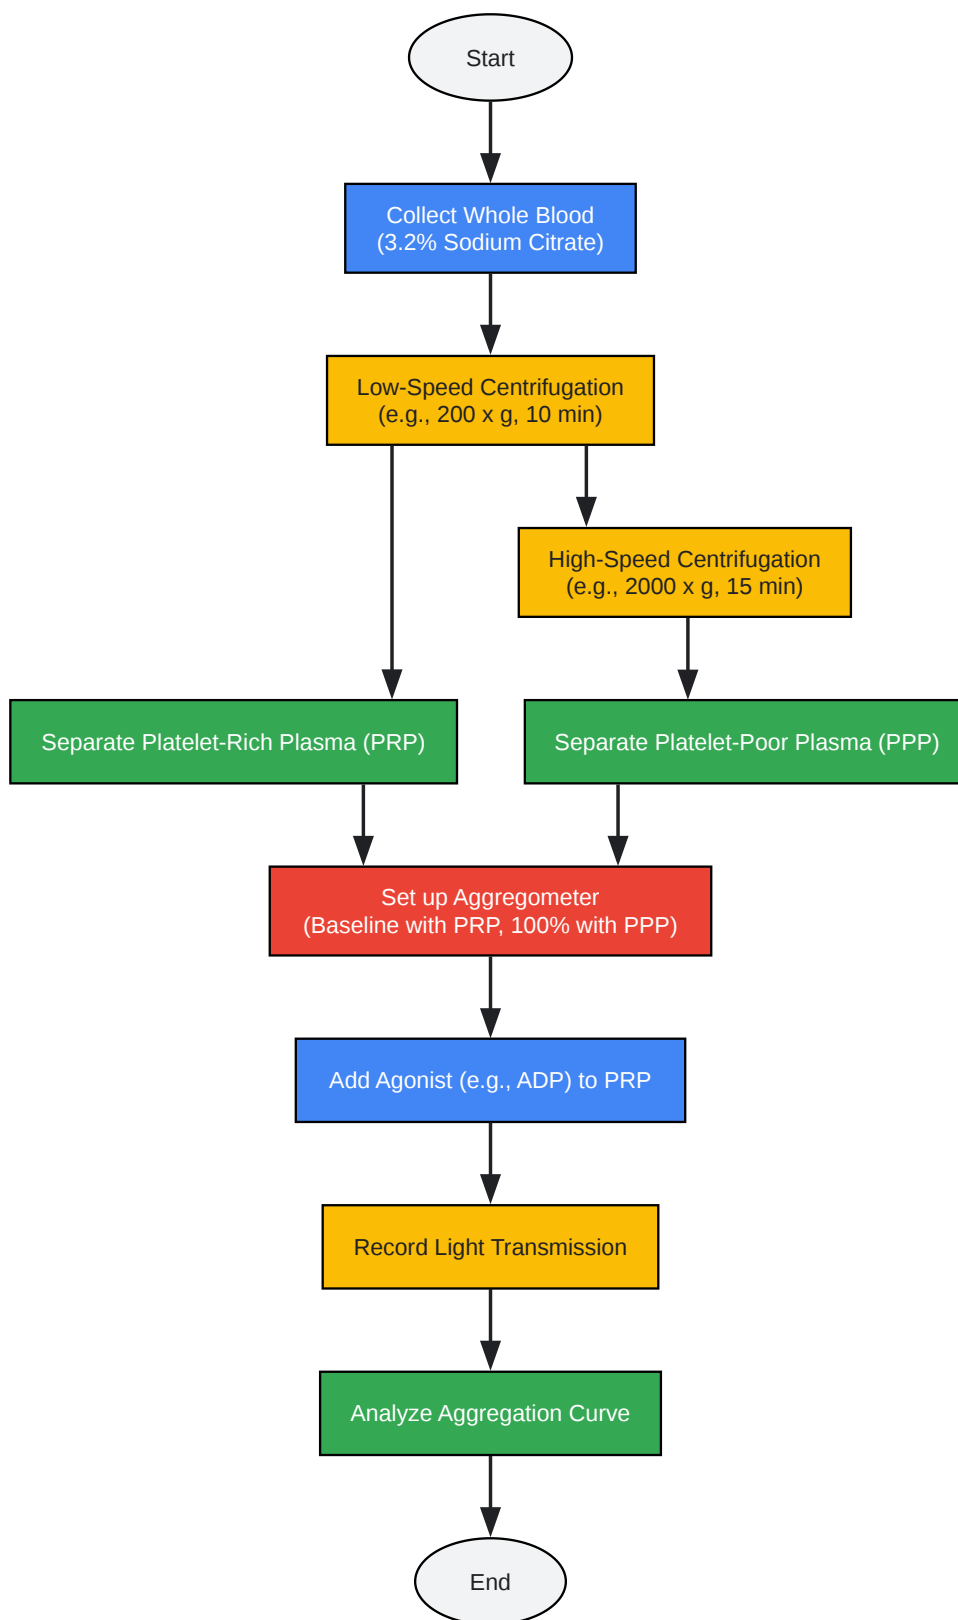 Start
Collect Whole Blood
(3.2% Sodium Citrate)
Low-Speed Centrifugation
(e.g., 200 x g, 10 min)
High-Speed Centrifugation
(e.g., 2000 x g, 15 min)
Separate Platelet-Rich Plasma (PRP)
Separate Platelet-Poor Plasma (PPP)
Set up Aggregometer
(Baseline with PRP, 100% with PPP)
Add Agonist (e.g., ADP) to PRP
Record Light Transmission
Analyze Aggregation Curve
End